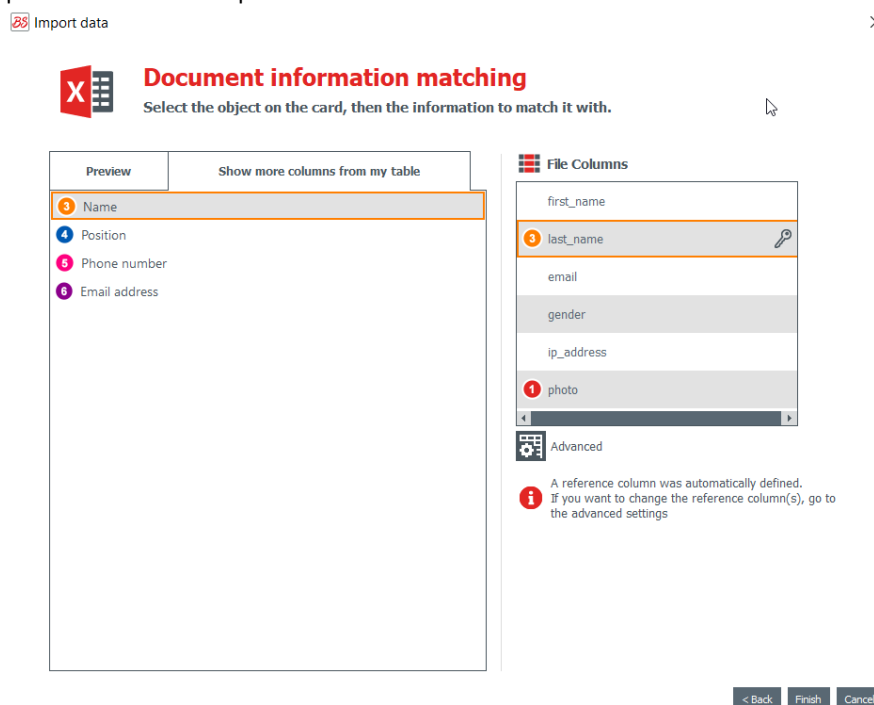 BS Import data
X
Document information matching
Select the object on the card, then the information to match it with.
Preview
Show more columns from my table
3 Name
4 Position
5 Phone number
6 Email address
File Columns
first_name
3 last_name
email
gender
ip_address
1 photo
Advanced
A reference column was automatically defined.
If you want to change the reference column(s), go to
the advanced settings
< Back
Finish
Cancel